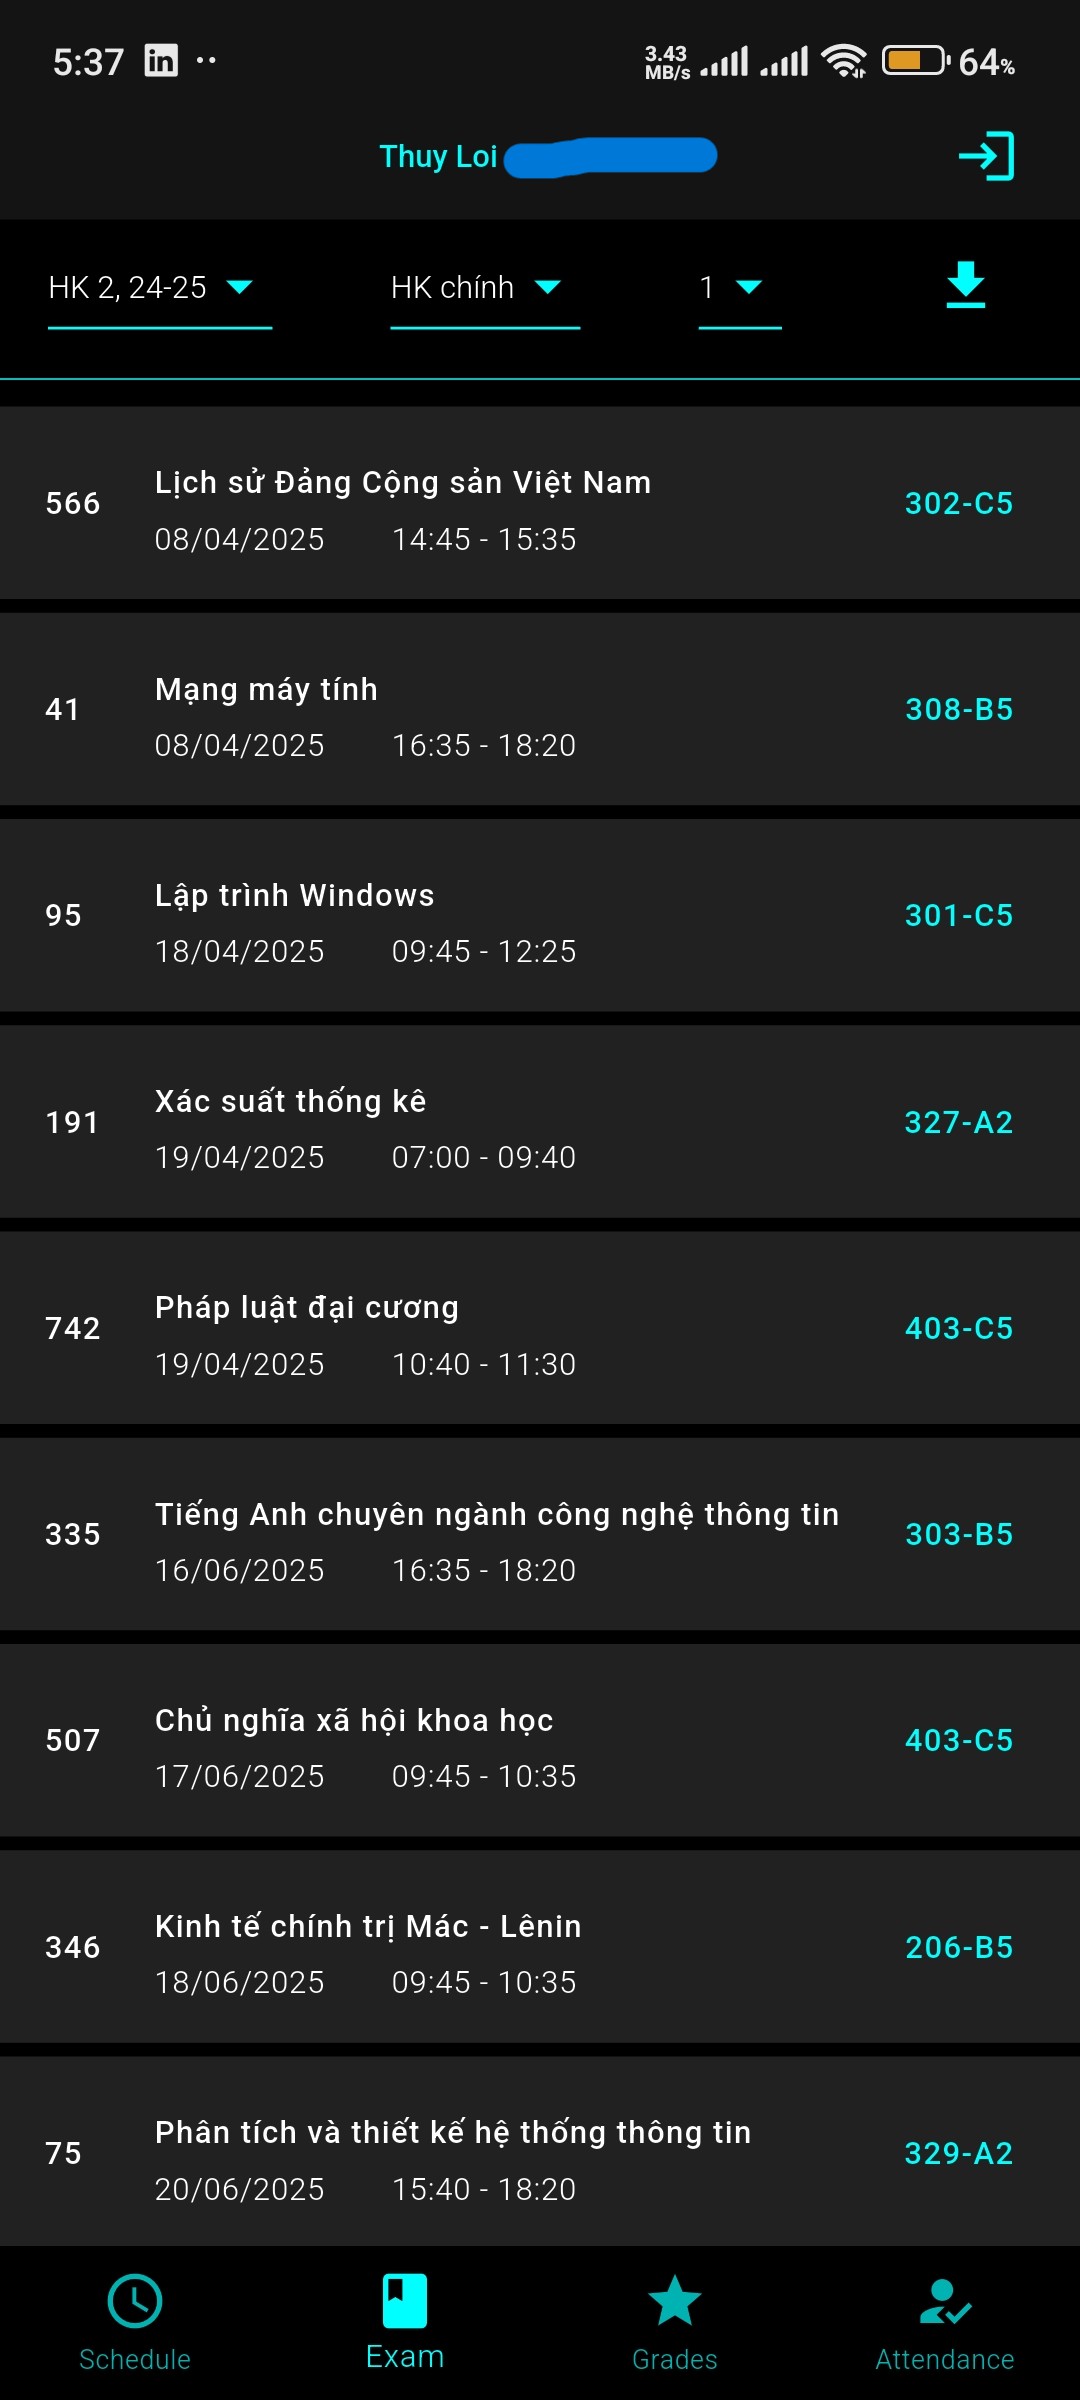 5:37 in 3.43 MB/s 64%
Thuy Loi
HK 2, 24-25 HK chính 1
566 Lịch sử Đảng Cộng sản Việt Nam 302-C5
08/04/2025 14:45 - 15:35
41 Mạng máy tính 308-B5
08/04/2025 16:35 - 18:20
95 Lập trình Windows 301-C5
18/04/2025 09:45 - 12:25
191 Xác suất thống kê 327-A2
19/04/2025 07:00 - 09:40
742 Pháp luật đại cương 403-C5
19/04/2025 10:40 - 11:30
335 Tiếng Anh chuyên ngành công nghệ thông tin 303-B5
16/06/2025 16:35 - 18:20
507 Chủ nghĩa xã hội khoa học 403-C5
17/06/2025 09:45 - 10:35
346 Kinh tế chính trị Mác - Lênin 206-B5
18/06/2025 09:45 - 10:35
75 Phân tích và thiết kế hệ thống thông tin 329-A2
20/06/2025 15:40 - 18:20
Schedule Exam Grades Attendance